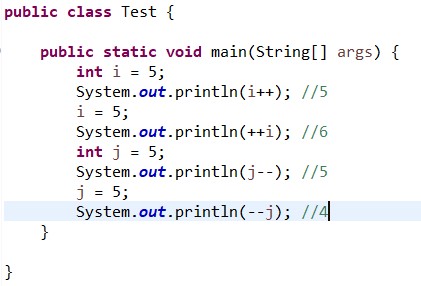 public class Test {
public static void main(String[] args) {
int i = 5;
System.out.println(i++); //5
i = 5;
System.out.println(++i); //6
int j = 5;
System.out.println(j--); //5
j = 5;
System.out.println(--j); //4
}
}